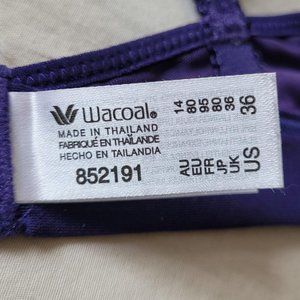 Wacoal®
MADE IN THAILAND
FABRIQUÉ EN THAÏLANDE
HECHO EN TAILANDIA
852191
AU 14
EU 80
FR 95
JP 80
UK 36
US 36